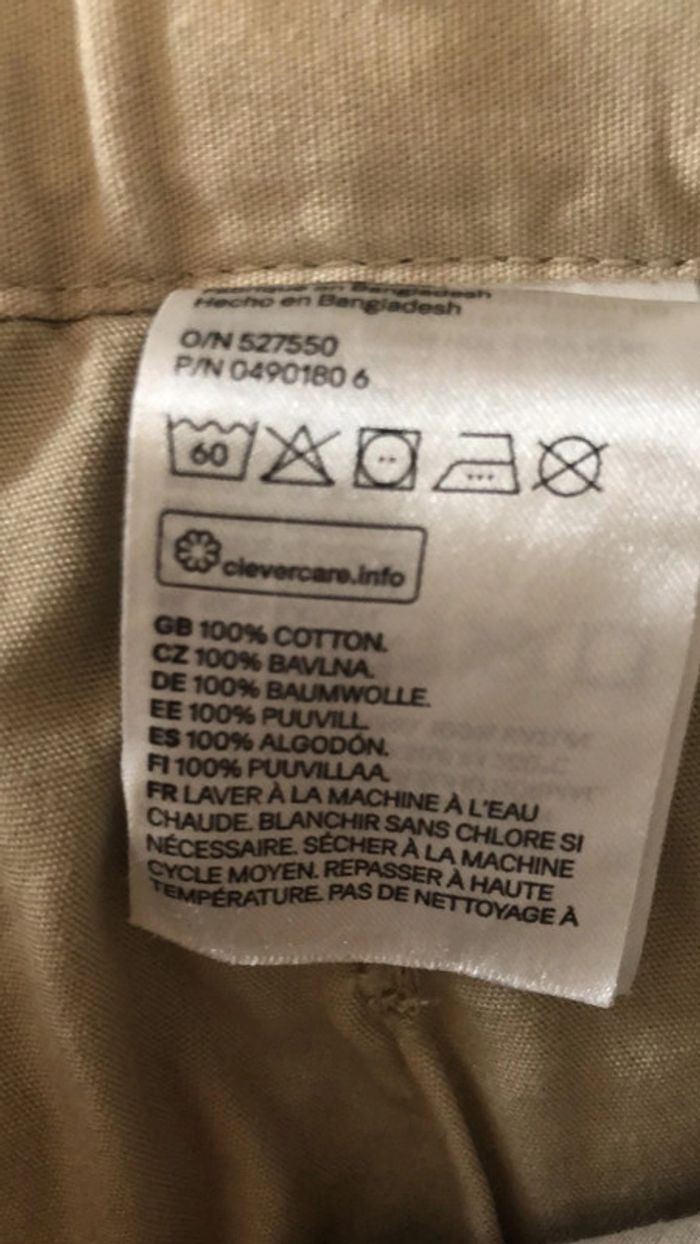 en Bangladesh
Hecho en Bangladesh
O/N 527550
P/N 0490180 6
60
clevercare.info
GB 100% COTTON.
CZ 100% BAVLNA.
DE 100% BAUMWOLLE.
EE 100% PUUVILL.
ES 100% ALGODÓN.
FI 100% PUUVILLAA.
FR LAVER À LA MACHINE À L'EAU
CHAUDE. BLANCHIR SANS CHLORE SI
NÉCESSAIRE. SÉCHER À LA MACHINE
CYCLE MOYEN. REPASSER À HAUTE
TEMPÉRATURE. PAS DE NETTOYAGE À